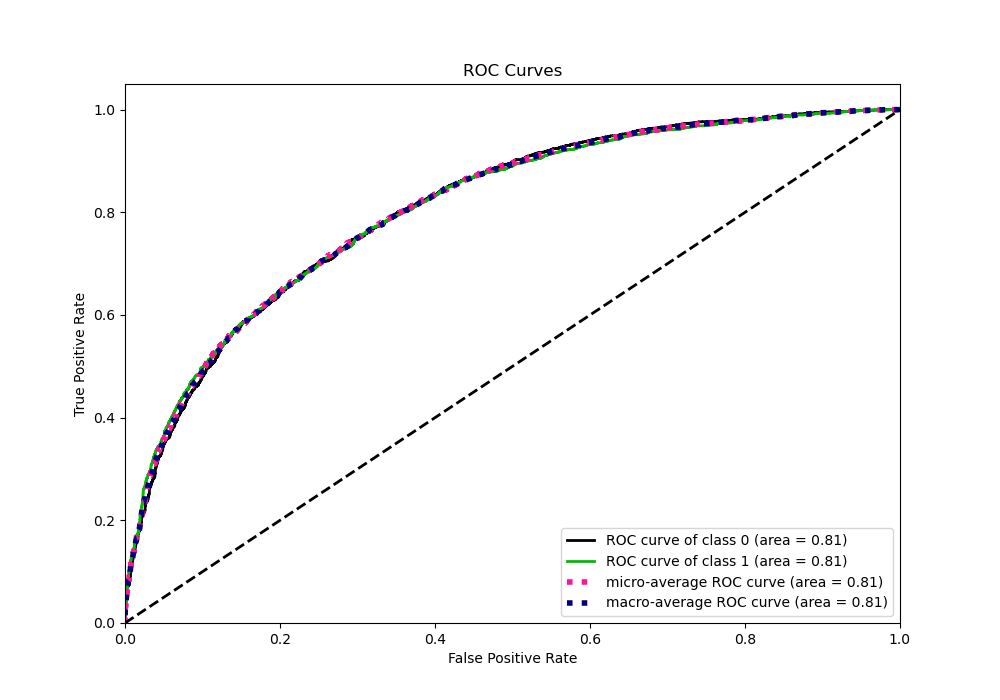 ROC Curves
1.0
0.8
0.6
0.4
0.2
0.0
True Positive Rate
ROC curve of class 0 (area = 0.81)
ROC curve of class 1 (area = 0.81)
micro-average ROC curve (area = 0.81)
macro-average ROC curve (area = 0.81)
0.0 0.2 0.4 0.6 0.8 1.0
False Positive Rate